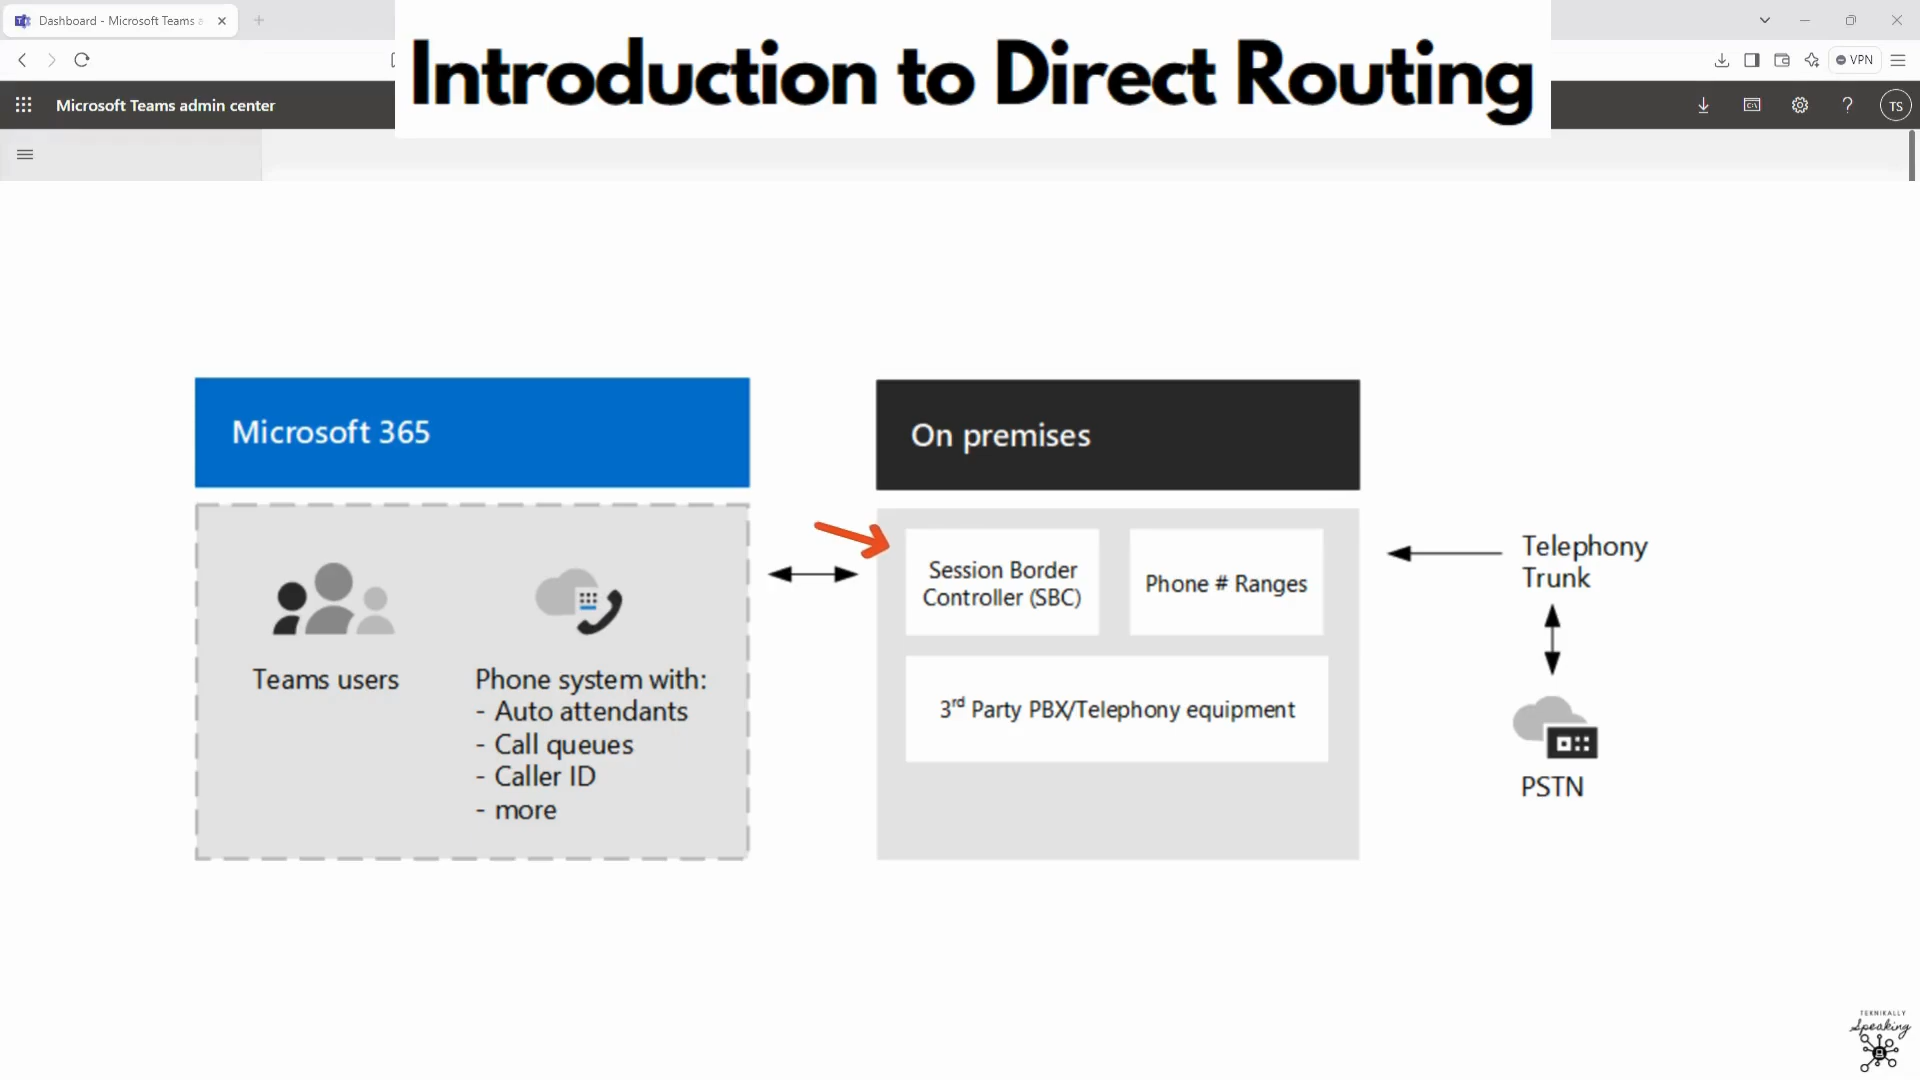 Dashboard - Microsoft Teams a
VPN
Introduction to Direct Routing
Microsoft Teams admin center
TS
Microsoft 365
On premises
Session Border
Controller (SBC)
Phone # Ranges
Telephony
Trunk
Teams users
Phone system with:
- Auto attendants
- Call queues
- Caller ID
- more
3rd Party PBX/Telephony equipment
PSTN
TEKNIKALLY
Speaking